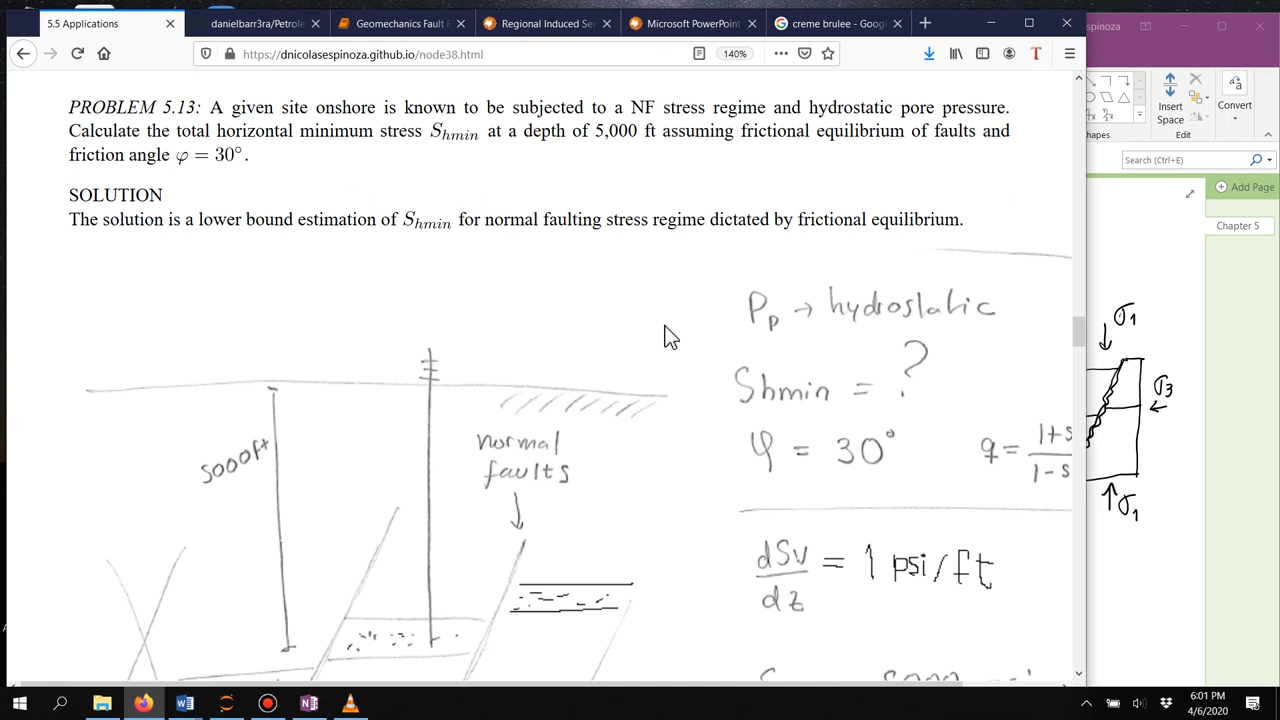 5.5 Applications
danielbarr3ra/Petrole
Geomechanics Fault F
Regional Induced Sei
Microsoft PowerPoint
creme brulee - Goog
spinoza
https://dnicolasespinoza.github.io/node38.html
140%
PROBLEM 5.13: A given site onshore is known to be subjected to a NF stress regime and hydrostatic pore pressure.
Calculate the total horizontal minimum stress Shmin at a depth of 5,000 ft assuming frictional equilibrium of faults and
friction angle φ = 30°.
SOLUTION
The solution is a lower bound estimation of Shmin for normal faulting stress regime dictated by frictional equilibrium.
Pp → hydrostatic
Shmin = ?
φ = 30° q = 1+s
1-s
5000ft
normal
faults
dSv
dz = 1 psi/ft
Insert
Space
Convert
hapes
Edit
Search (Ctrl+E)
Add Page
Chapter 5
σ1
σ3
σ1
6:01 PM
4/6/2020